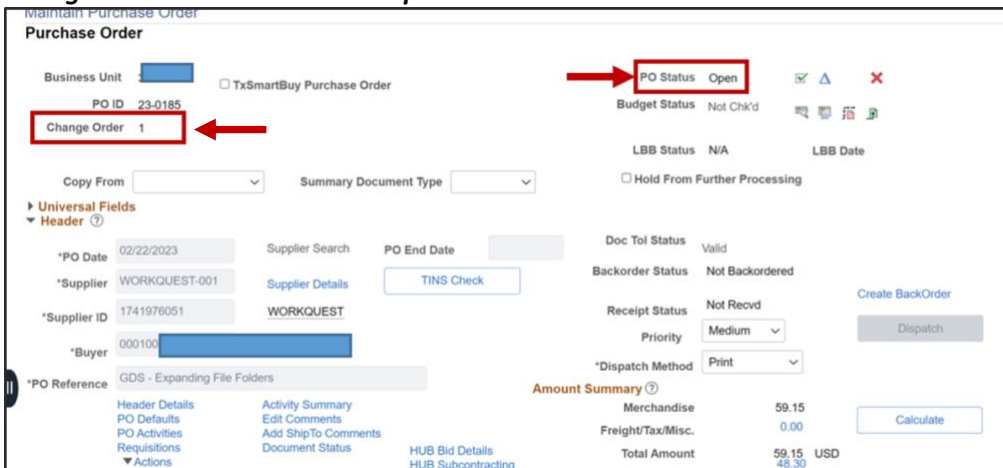 Maintain Purchase Order
Purchase Order
Business Unit
TxSmartBuy Purchase Order
PO Status Open
PO ID 23-0185
Budget Status Not Chk'd
Change Order 1
LBB Status N/A LBB Date
Copy From Summary Document Type Hold From Further Processing
Universal Fields
Header
*PO Date 02/22/2023 Supplier Search PO End Date Doc Tol Status Valid
*Supplier WORKQUEST-001 Supplier Details TINS Check Backorder Status Not Backordered
Create BackOrder
*Supplier ID 1741976051 WORKQUEST Receipt Status Not Recvd
Priority Medium Dispatch
*Buyer 000100
*Dispatch Method Print
*PO Reference GDS - Expanding File Folders
Amount Summary
Header Details Activity Summary Merchandise 59.15
PO Defaults Edit Comments Calculate
PO Activities Add ShipTo Comments Freight/Tax/Misc. 0.00
Requisitions Document Status HUB Bid Details Total Amount 59.15 USD
Actions HUB Subcontracting 48.30